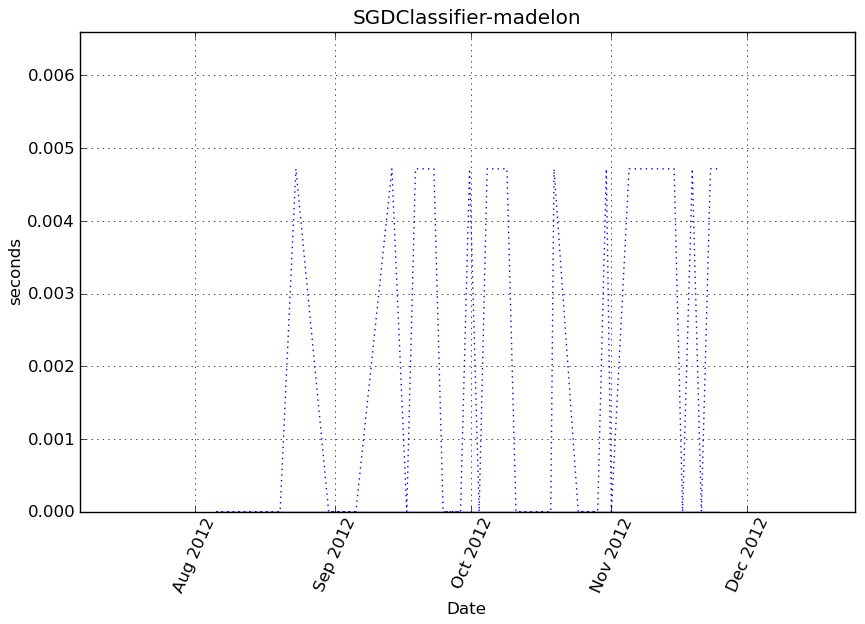 SGDClassifier-madelon
0.006
0.005
0.004
0.003
0.002
0.001
0.000
seconds
Aug 2012
Sep 2012
Oct 2012
Nov 2012
Dec 2012
Date